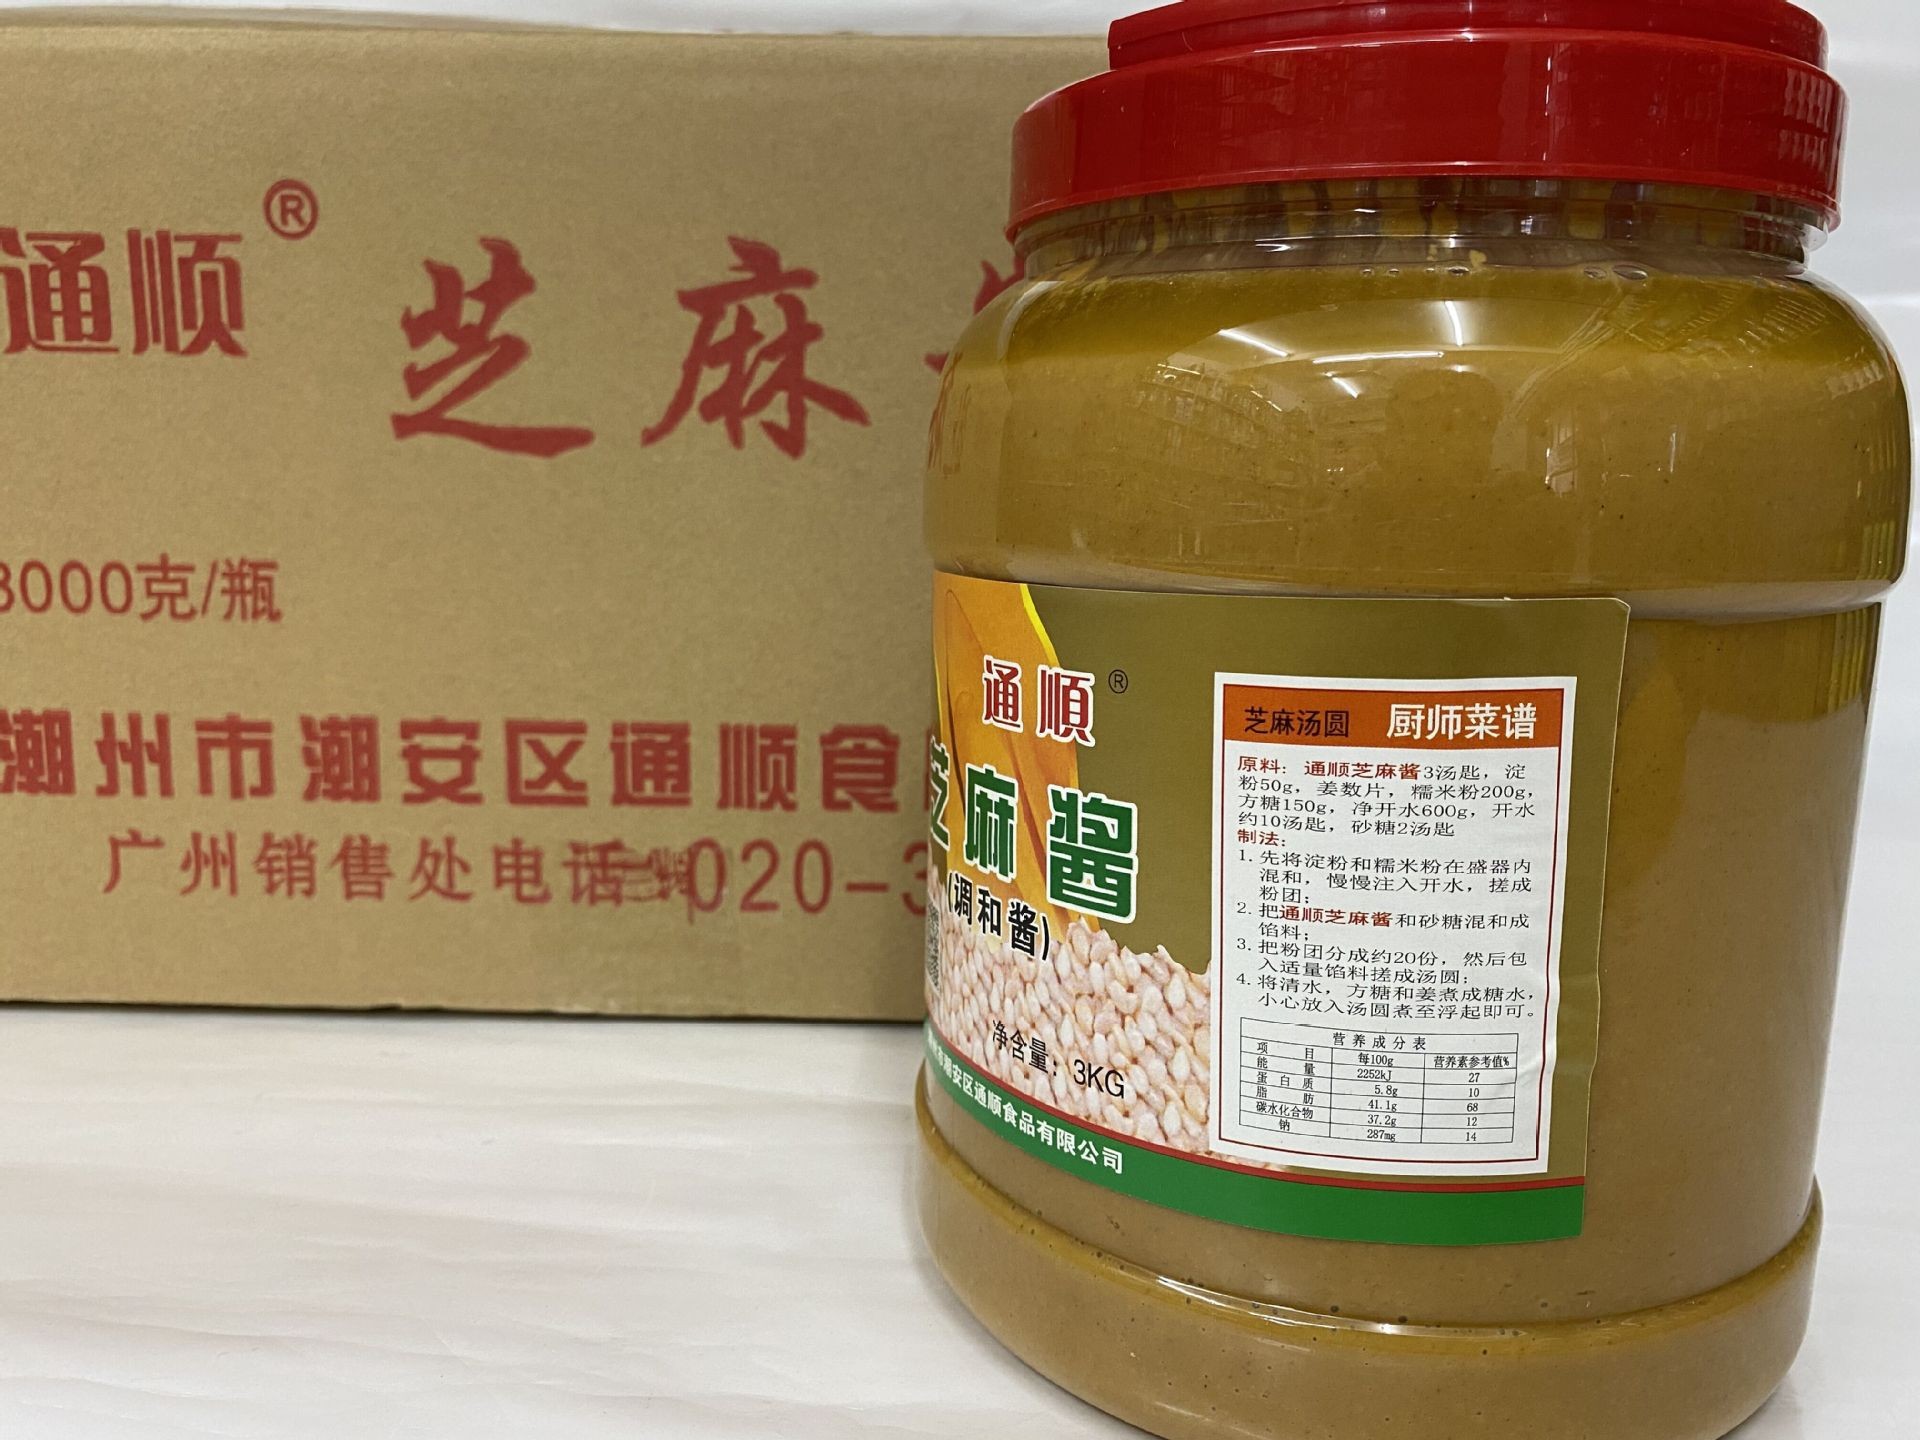 通顺® 芝麻
3000克/瓶
潮州市潮安区通顺食
广州销售处电话 020-3
通順®
芝麻酱
(调和酱)
净含量：3KG
市潮安区通顺食品有限公司
芝麻汤圆 厨师菜谱
原料：通顺芝麻酱3汤匙，淀
粉50g，姜数片，糯米粉200g，
方糖150g，净开水600g，开水
约10汤匙，砂糖2汤匙
制法：
1. 先将淀粉和糯米粉在盛器内
混和，慢慢注入开水，搓成
粉团；
2. 把通顺芝麻酱和砂糖混和成
馅料；
3. 把粉团分成约20份，然后包
入适量馅料搓成汤圆；
4. 将清水，方糖和姜煮成糖水，
小心放入汤圆煮至浮起即可。
营养成分表
项目 每100g 营养素参考值%
能量 2252kJ 27
蛋白质 5.8g 10
脂肪 41.1g 68
碳水化合物 37.2g 12
钠 287mg 14